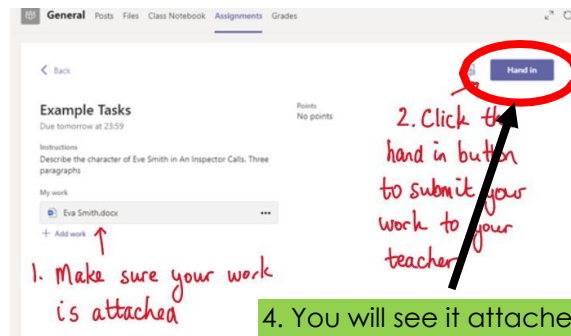 General Posts Files Class Notebook Assignments Grades
Back
Hand in
Example Tasks
Due tomorrow at 23:59
Points
No points
Instructions
Describe the character of Eve Smith in An Inspector Calls. Three
paragraphs
My work
Eva Smith.docx
+ Add work
1. Make sure your work
is attached
2. Click the
hand in button
to submit your
work to your
teacher
4. You will see it attache